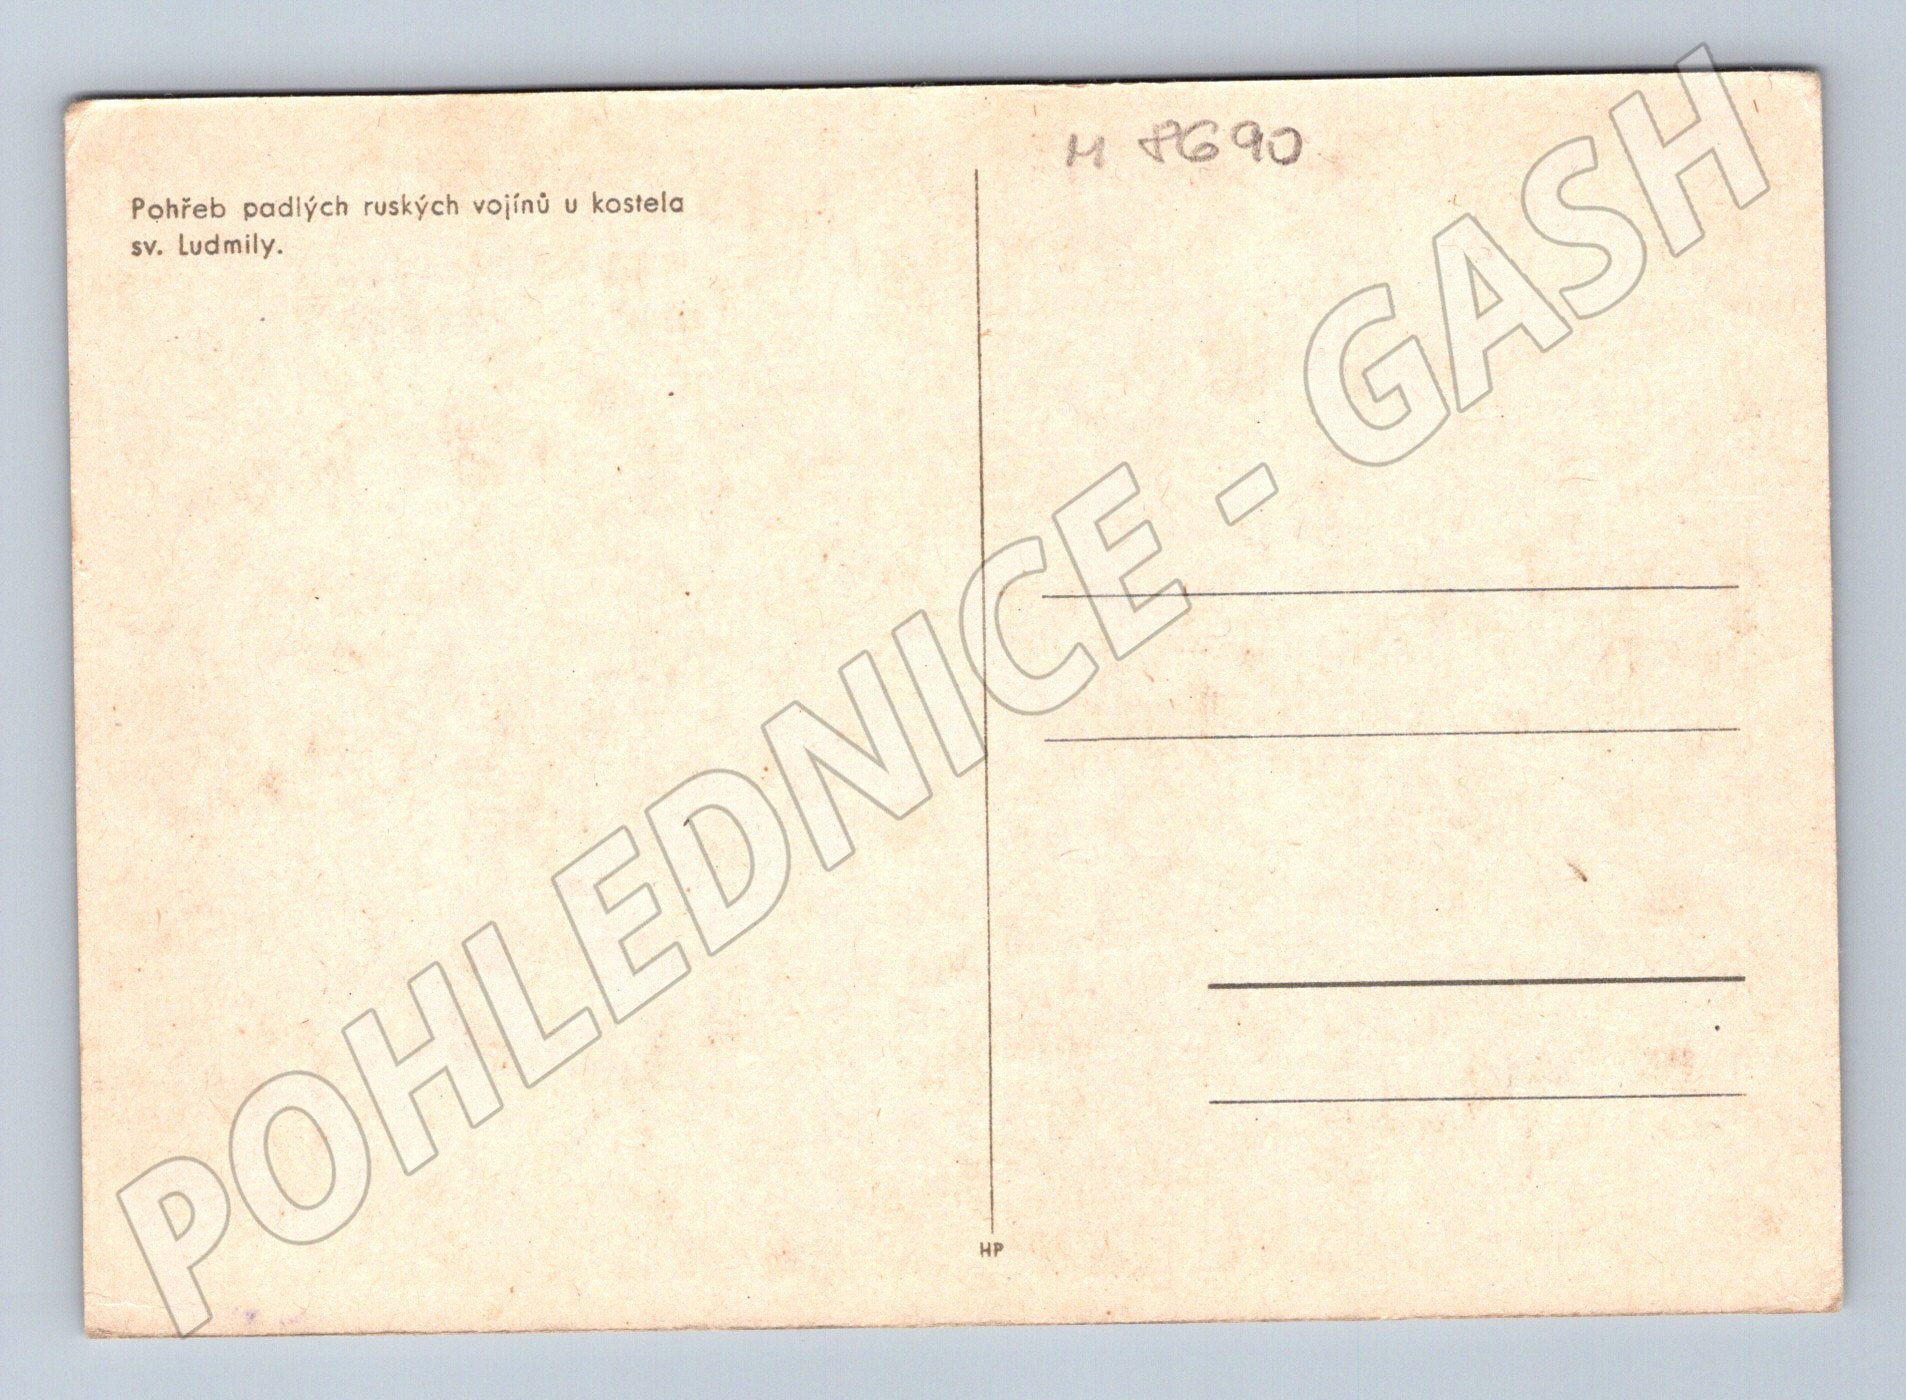 M 8690
Pohřeb padlých ruských vojínů u kostela
sv. Ludmily.
POHLEDNICE - GASH
HP